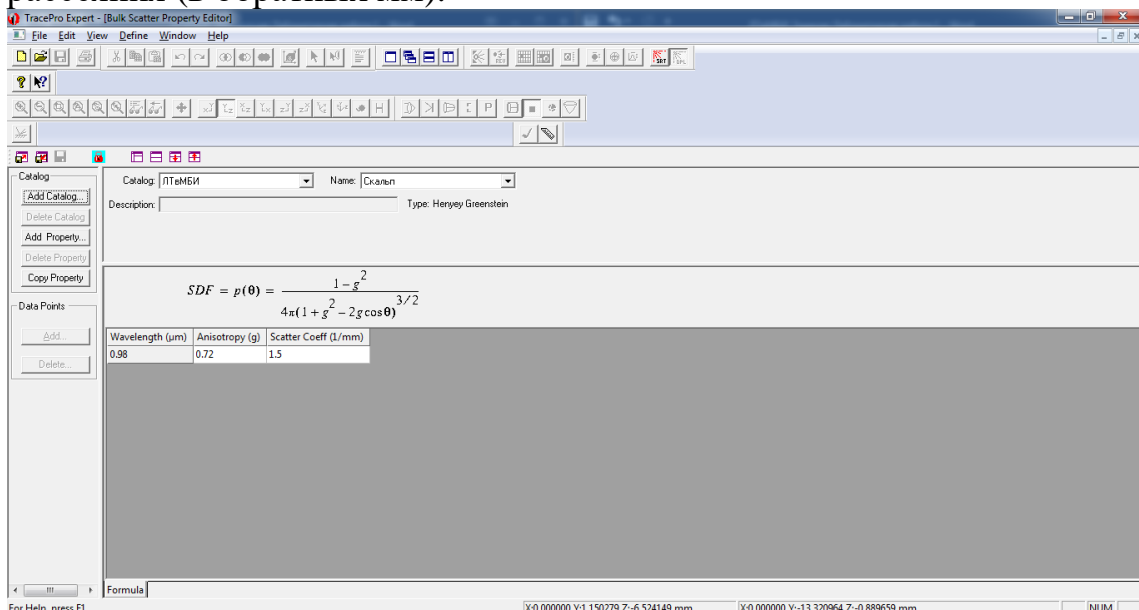 рассеяния (в обратных мм).
TracePro Expert - [Bulk Scatter Property Editor]
File Edit View Define Window Help
Catalog
Add Catalog...
Delete Catalog
Add Property...
Delete Property
Copy Property
Data Points
Add...
Delete...
Catalog: ЛТвМБИ Name: Скальп
Description: Type: Henyey Greenstein
SDF = p(θ) = (1 − g^2) / (4π(1 + g^2 − 2g cos θ)^3/2)
Wavelength (µm) Anisotropy (g) Scatter Coeff (1/mm)
0.98 0.72 1.5
Formula
For Help, press F1 X:0.000000 Y:1.150279 Z:-6.524149 mm X:0.000000 Y:-13.320964 Z:-0.889659 mm NUM